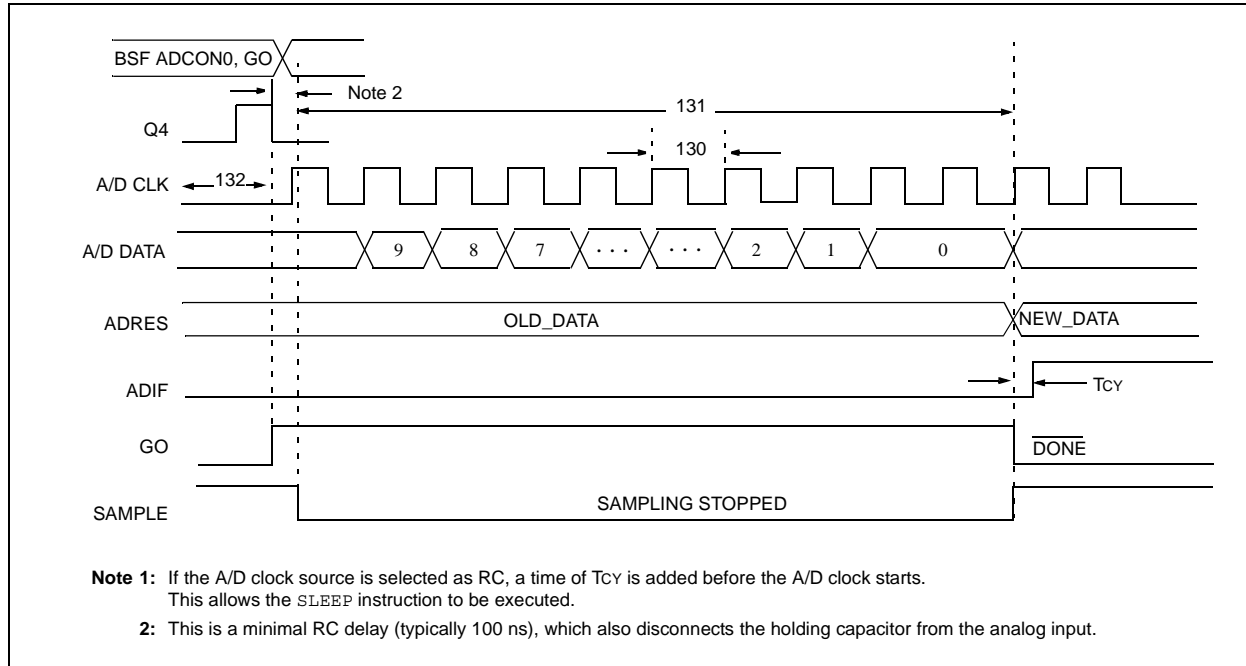 BSF ADCON0, GO
Note 2
131
Q4
130
A/D CLK
132
A/D DATA
9 8 7 · · · · · · 2 1 0
ADRES
OLD_DATA
NEW_DATA
ADIF
TCY
GO
DONE
SAMPLE
SAMPLING STOPPED
Note 1: If the A/D clock source is selected as RC, a time of TCY is added before the A/D clock starts.
This allows the SLEEP instruction to be executed.
2: This is a minimal RC delay (typically 100 ns), which also disconnects the holding capacitor from the analog input.